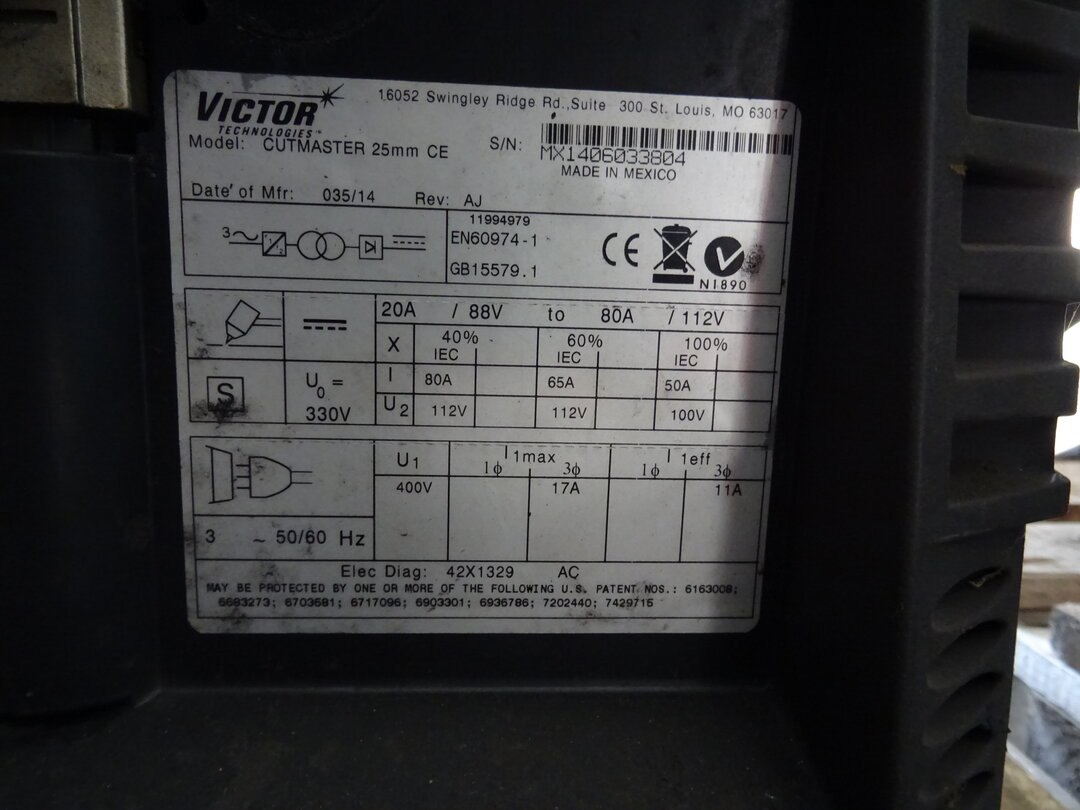 VICTOR
TECHNOLOGIES™
16052 Swingley Ridge Rd.,Suite 300 St. Louis, MO 63017
Model: CUTMASTER 25mm CE
S/N: MX1406033804
MADE IN MEXICO
Date' of Mfr: 035/14 Rev: AJ
3~
11994979
EN60974-1
GB15579.1
CE
N1890
20A / 88V to 80A / 112V
X 40% 60% 100%
IEC IEC IEC
S
U0 =
330V
I 80A 65A 50A
U2 112V 112V 100V
U1 I1max I1eff
1ϕ 3ϕ 1ϕ 3ϕ
400V 17A 11A
3 ~ 50/60 Hz
Elec Diag: 42X1329 AC
MAY BE PROTECTED BY ONE OR MORE OF THE FOLLOWING U.S. PATENT NOS.: 6163008;
6683273; 6703581; 6717096; 6903301; 6936786; 7202440; 7429715